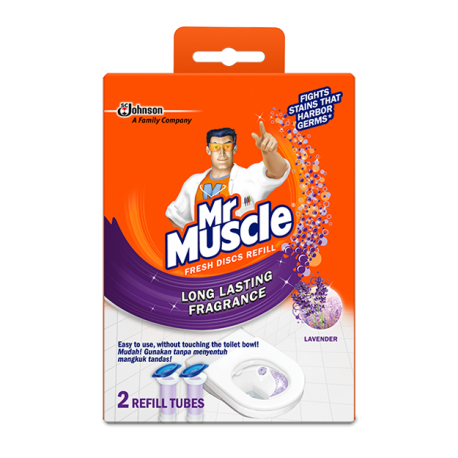 SC Johnson
A Family Company
FIGHTS
STAINS THAT
HARBOR
GERMS*
Mr
Muscle
FRESH DISCS REFILL
LONG LASTING
FRAGRANCE
LAVENDER
Easy to use, without touching the toilet bowl!
Mudah! Gunakan tanpa menyentuh
mangkuk tandas!
2 REFILL TUBES